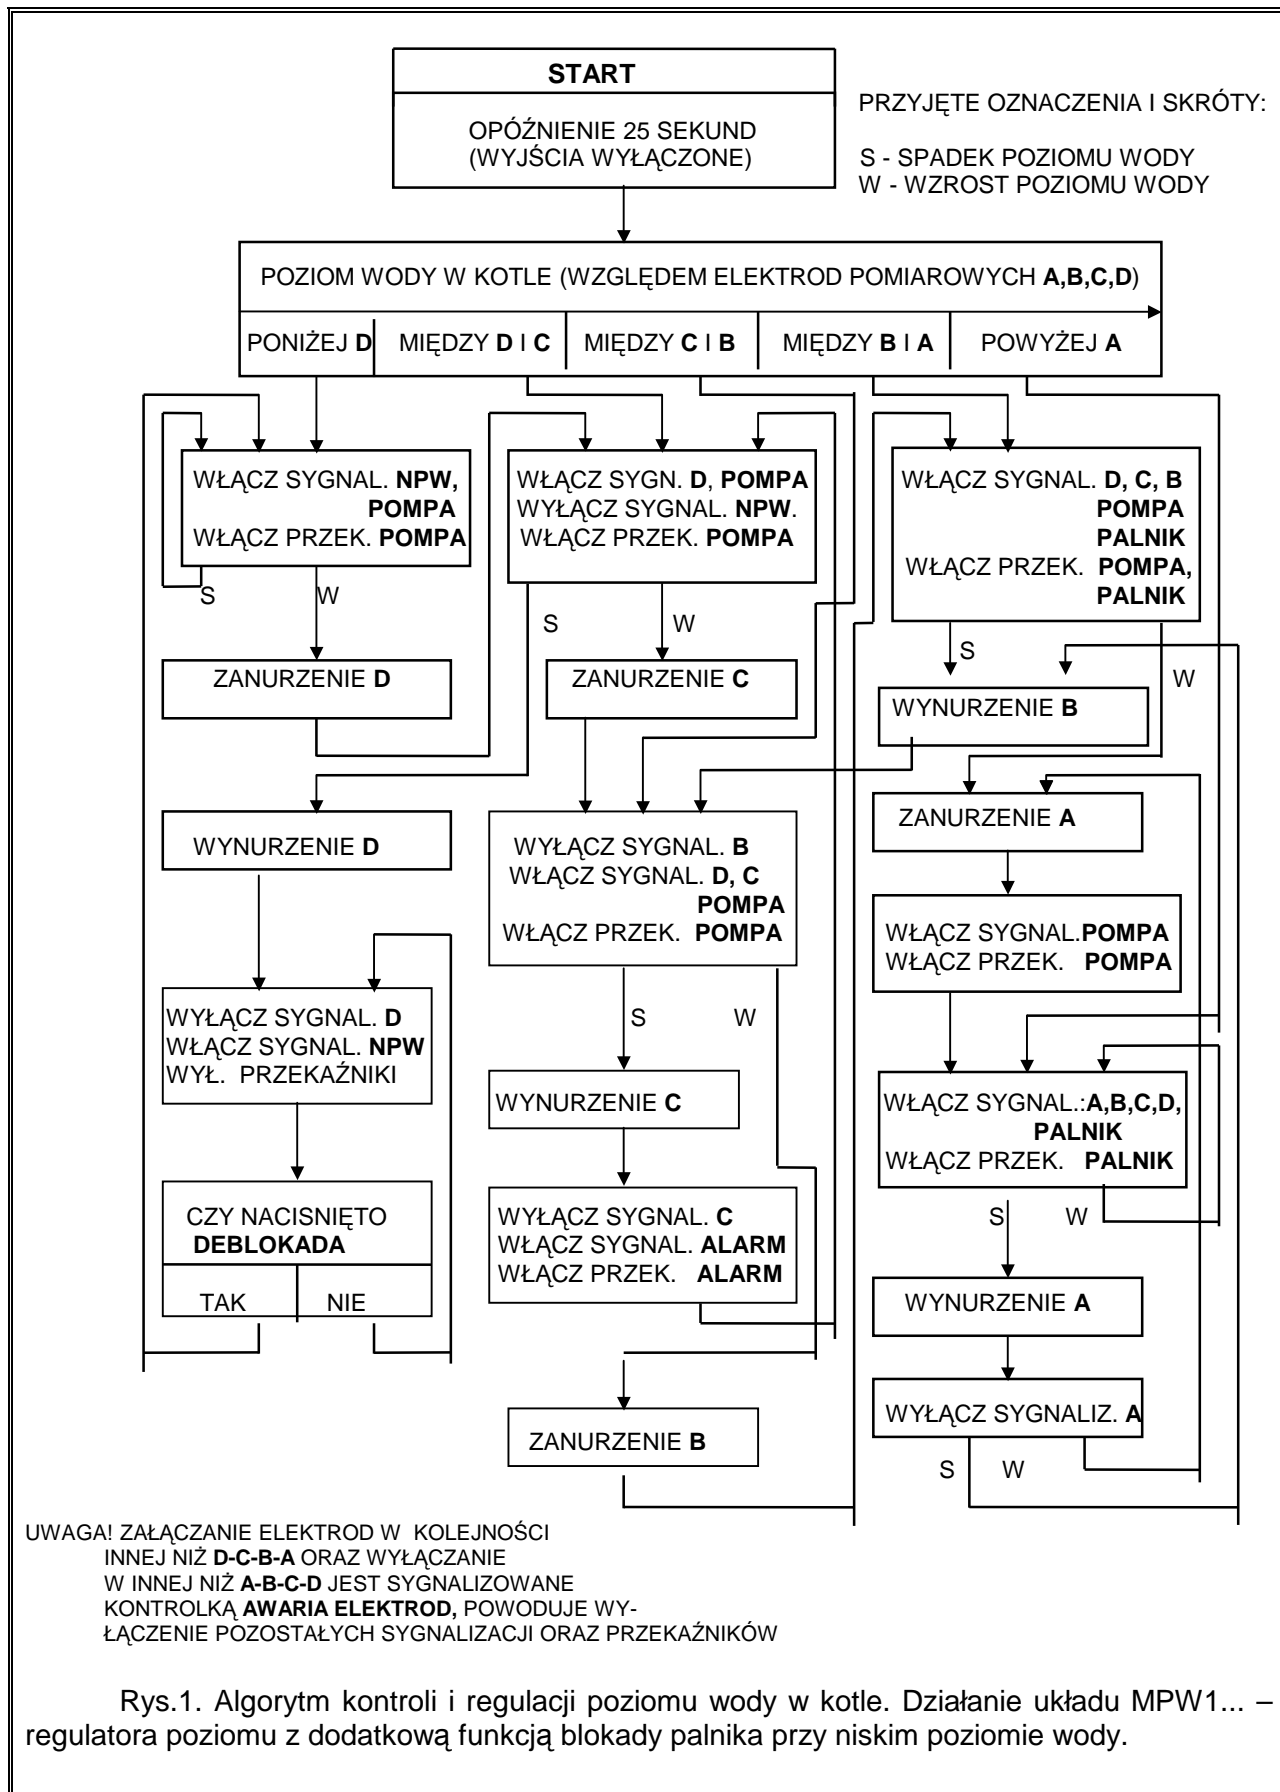 START
OPÓŹNIENIE 25 SEKUND
(WYJŚCIA WYŁĄCZONE)
PRZYJĘTE OZNACZENIA I SKRÓTY:
S - SPADEK POZIOMU WODY
W - WZROST POZIOMU WODY
POZIOM WODY W KOTLE (WZGLĘDEM ELEKTROD POMIAROWYCH A,B,C,D)
PONIŻEJ D
MIĘDZY D I C
MIĘDZY C I B
MIĘDZY B I A
POWYŻEJ A
WŁĄCZ SYGNAL. NPW,
POMPA
WŁĄCZ PRZEK. POMPA
S
W
ZANURZENIE D
WYNURZENIE D
WYŁĄCZ SYGNAL. D
WŁĄCZ SYGNAL. NPW
WYŁ. PRZEKAŹNIKI
CZY NACISNIĘTO
DEBLOKADA
TAK
NIE
WŁĄCZ SYGN. D, POMPA
WYŁĄCZ SYGNAL. NPW.
WŁĄCZ PRZEK. POMPA
S
W
ZANURZENIE C
WYŁĄCZ SYGNAL. B
WŁĄCZ SYGNAL. D, C
POMPA
WŁĄCZ PRZEK. POMPA
S
W
WYNURZENIE C
WYŁĄCZ SYGNAL. C
WŁĄCZ SYGNAL. ALARM
WŁĄCZ PRZEK. ALARM
ZANURZENIE B
WŁĄCZ SYGNAL. D, C, B
POMPA
PALNIK
WŁĄCZ PRZEK. POMPA,
PALNIK
S
W
WYNURZENIE B
ZANURZENIE A
WŁĄCZ SYGNAL.POMPA
WŁĄCZ PRZEK. POMPA
WŁĄCZ SYGNAL.:A,B,C,D,
PALNIK
WŁĄCZ PRZEK. PALNIK
S
W
WYNURZENIE A
WYŁĄCZ SYGNALIZ. A
S
W
UWAGA! ZAŁĄCZANIE ELEKTROD W KOLEJNOŚCI
INNEJ NIŻ D-C-B-A ORAZ WYŁĄCZANIE
W INNEJ NIŻ A-B-C-D JEST SYGNALIZOWANE
KONTROLKĄ AWARIA ELEKTROD, POWODUJE WY-
ŁĄCZENIE POZOSTAŁYCH SYGNALIZACJI ORAZ PRZEKAŹNIKÓW
Rys.1. Algorytm kontroli i regulacji poziomu wody w kotle. Działanie układu MPW1... –
regulatora poziomu z dodatkową funkcją blokady palnika przy niskim poziomie wody.